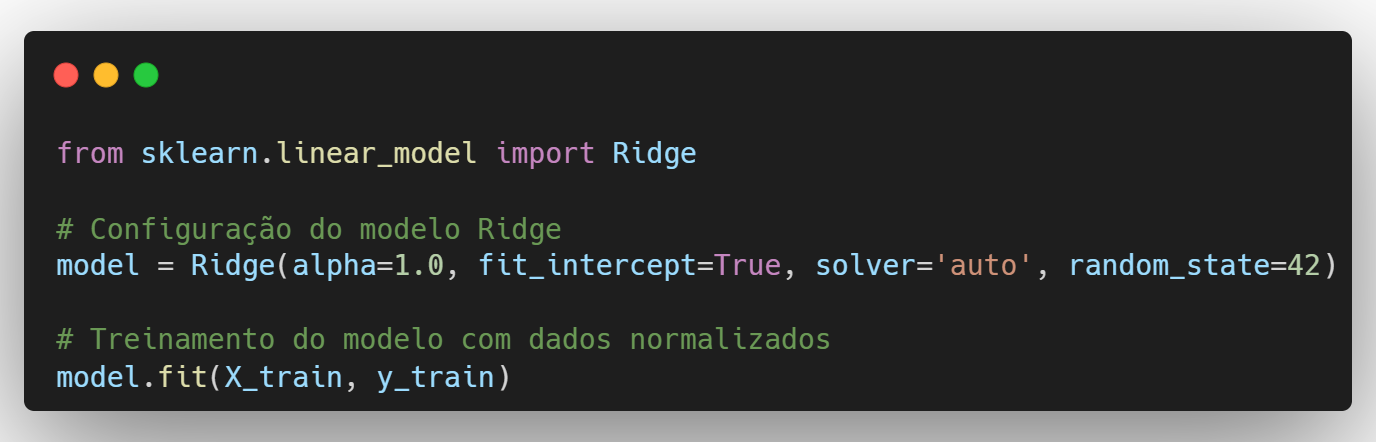 from sklearn.linear_model import Ridge
# Configuração do modelo Ridge
model = Ridge(alpha=1.0, fit_intercept=True, solver='auto', random_state=42)
# Treinamento do modelo com dados normalizados
model.fit(X_train, y_train)